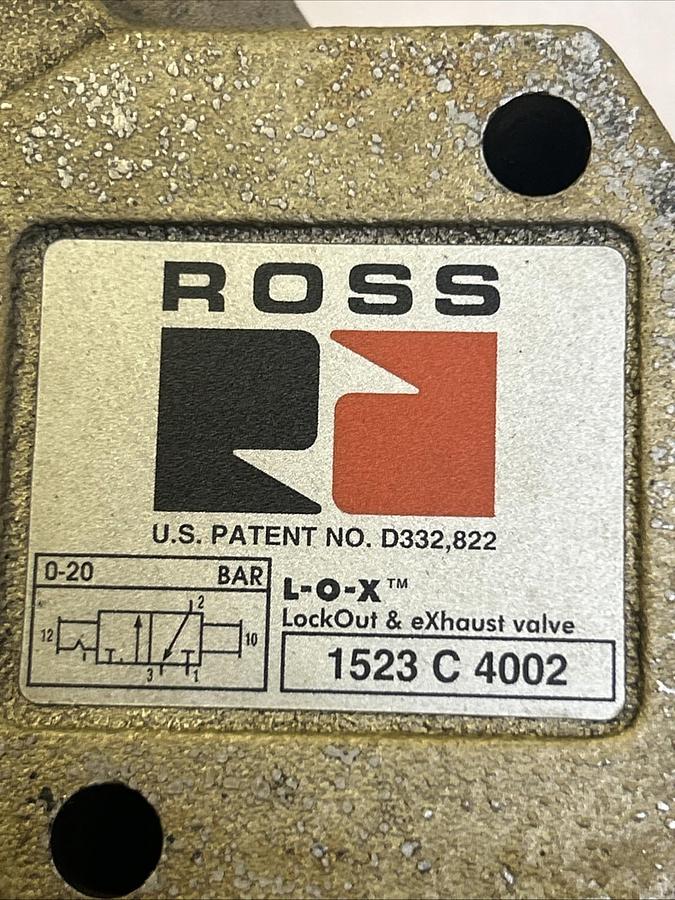 ROSS
U.S. PATENT NO. D332,822
0-20 BAR
12 2 10
3 1
L-O-X™
LockOut & eXhaust valve
1523 C 4002